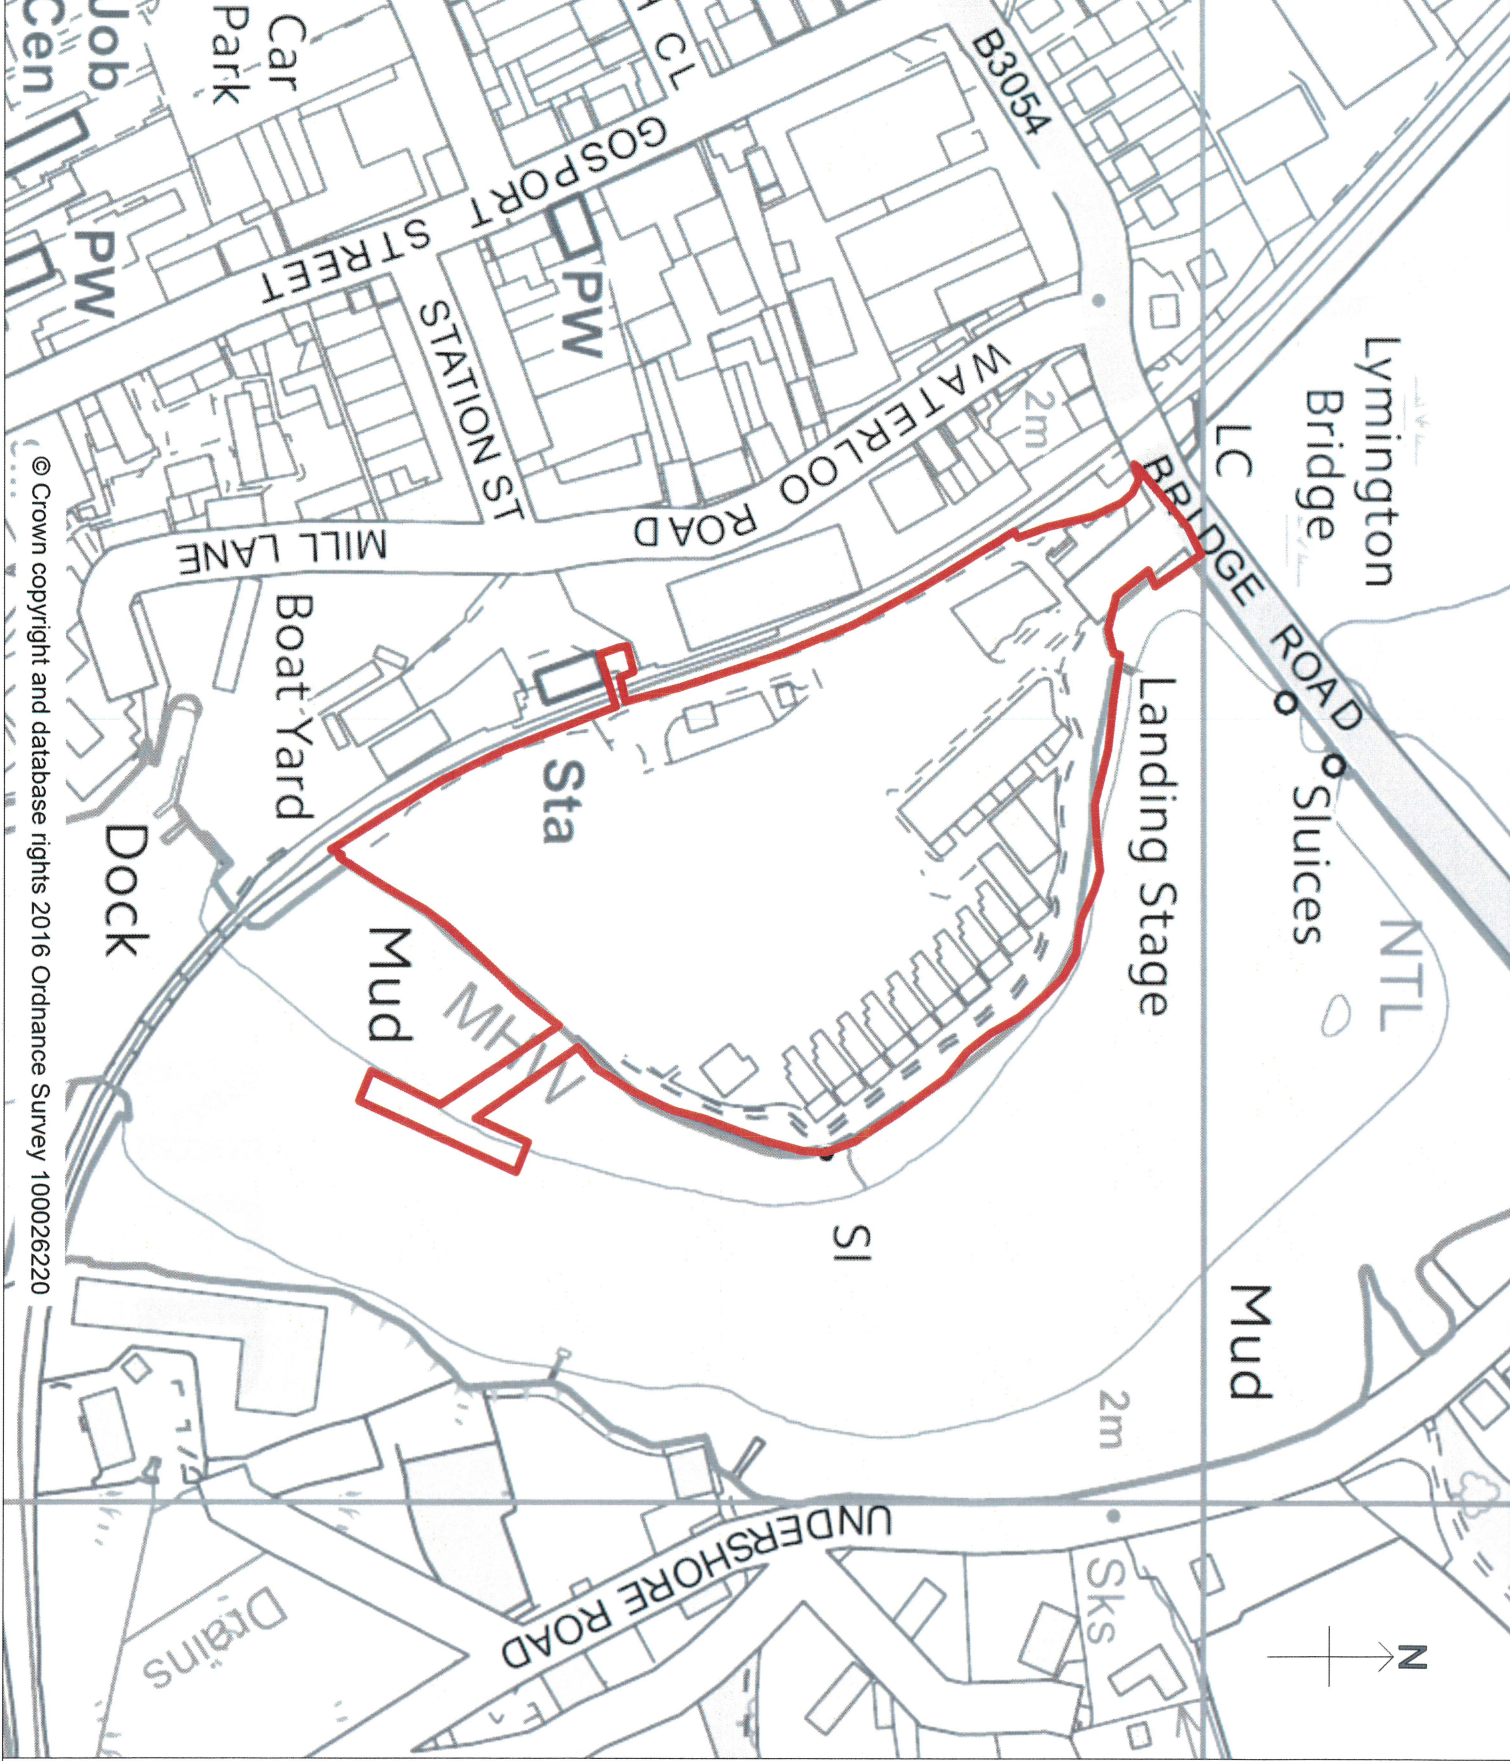 Lymington
Bridge
LC
BRIDGE ROAD
Sluices
NTL
Landing Stage
Mud
2m
Sks
N
B3054
2m
WATERLOO
ROAD
H CL
GOSPORT
STREET
PW
STATION ST
Sta
MHW
Mud
Sl
UNDERSHORE ROAD
Car
Park
Job
Cen
PW
MILL LANE
Boat Yard
Dock
Drains
© Crown copyright and database rights 2016 Ordnance Survey 100026220